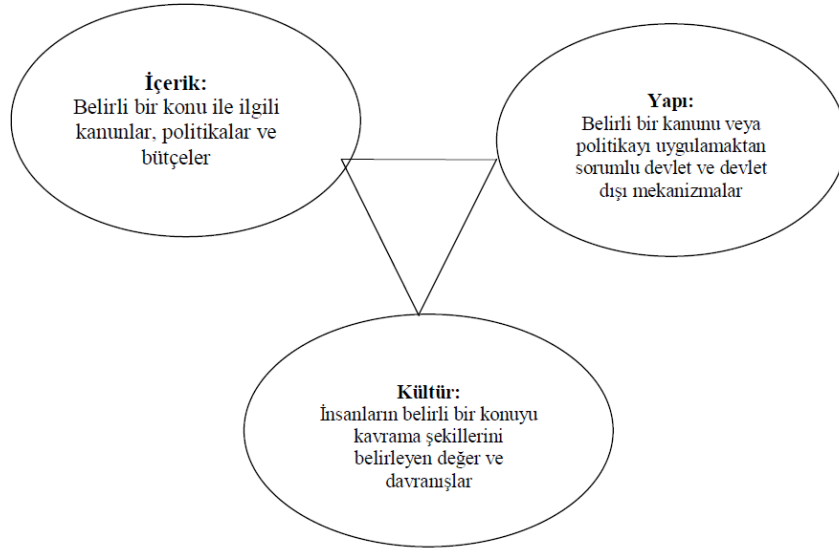 İçerik:
Belirli bir konu ile ilgili
kanunlar, politikalar ve
bütçeler
Yapı:
Belirli bir kanunu veya
politikayı uygulamaktan
sorumlu devlet ve devlet
dışı mekanizmalar
Kültür:
İnsanların belirli bir konuyu
kavrama şekillerini
belirleyen değer ve
davranışlar